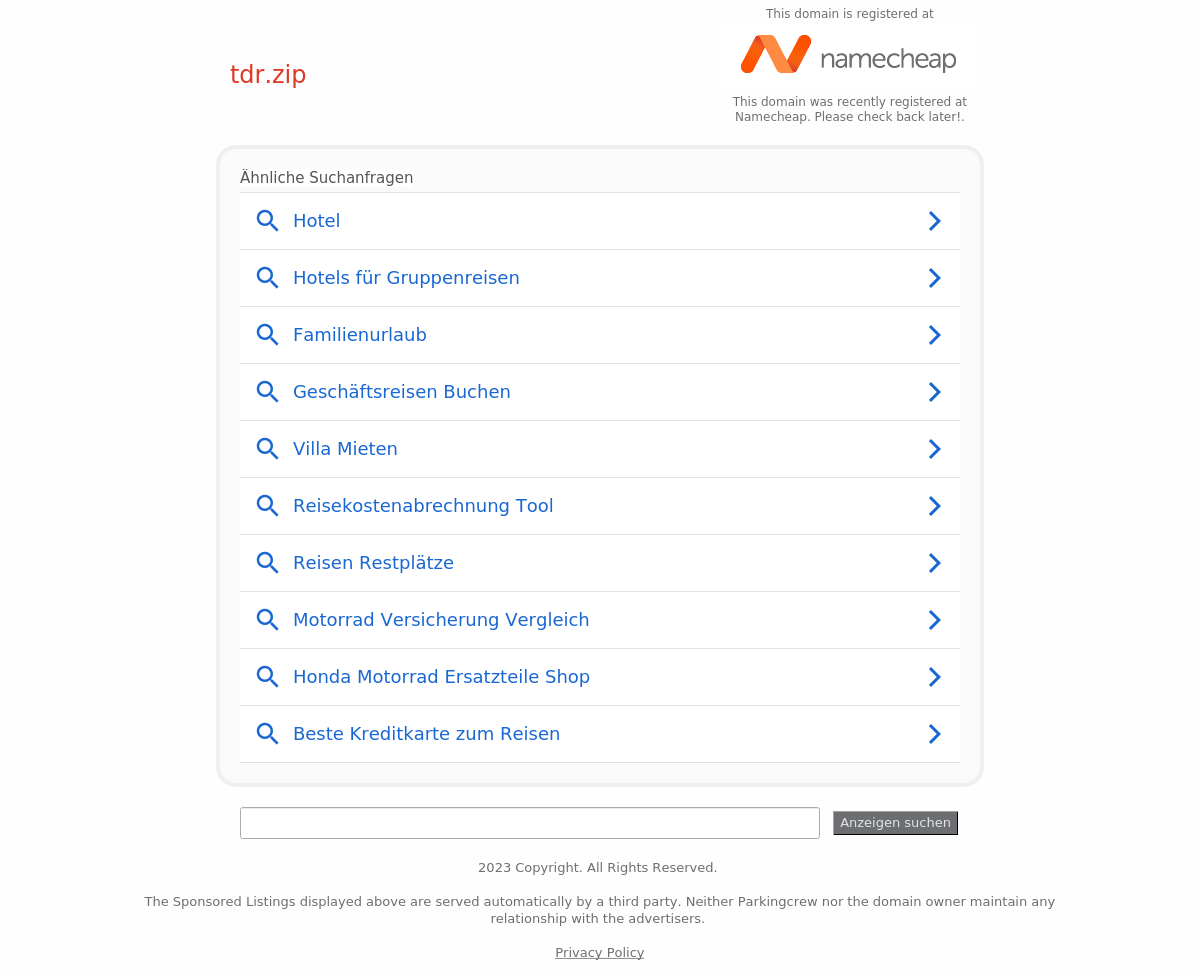 This domain is registered at
namecheap
tdr.zip
This domain was recently registered at
Namecheap. Please check back later!.
Ähnliche Suchanfragen
Hotel
Hotels für Gruppenreisen
Familienurlaub
Geschäftsreisen Buchen
Villa Mieten
Reisekostenabrechnung Tool
Reisen Restplätze
Motorrad Versicherung Vergleich
Honda Motorrad Ersatzteile Shop
Beste Kreditkarte zum Reisen
Anzeigen suchen
2023 Copyright. All Rights Reserved.
The Sponsored Listings displayed above are served automatically by a third party. Neither Parkingcrew nor the domain owner maintain any
relationship with the advertisers.
Privacy Policy